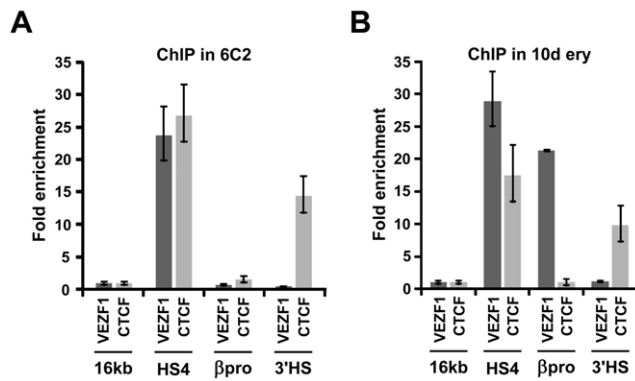 A
ChIP in 6C2
Fold enrichment
35
30
25
20
15
10
5
0
VEZF1 CTCF VEZF1 CTCF VEZF1 CTCF VEZF1 CTCF
16kb HS4 βpro 3'HS
B
ChIP in 10d ery
Fold enrichment
35
30
25
20
15
10
5
0
VEZF1 CTCF VEZF1 CTCF VEZF1 CTCF VEZF1 CTCF
16kb HS4 βpro 3'HS